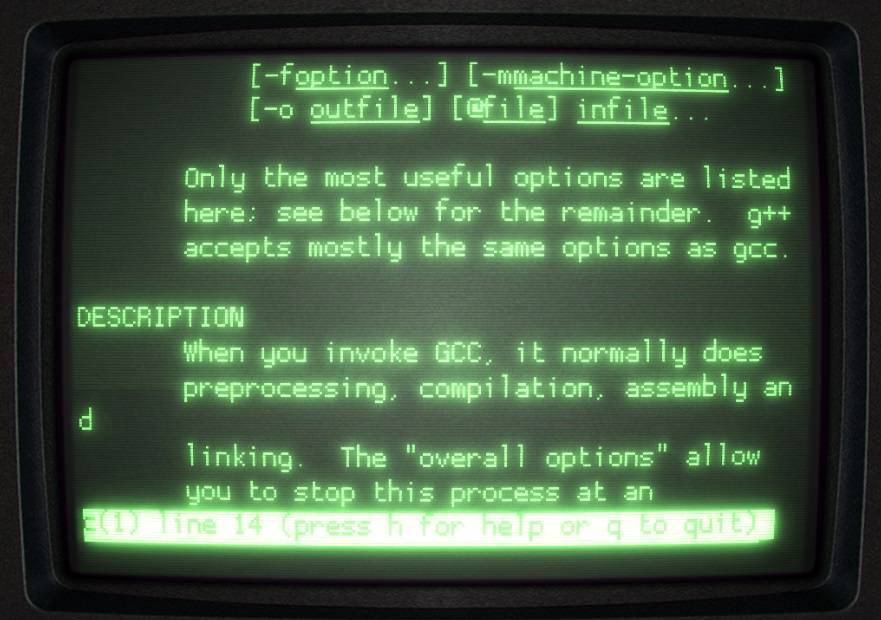 [-foption...] [-mmachine-option...]
[-o outfile] [@file] infile...
Only the most useful options are listed
here; see below for the remainder.  g++
accepts mostly the same options as gcc.
DESCRIPTION
When you invoke GCC, it normally does
preprocessing, compilation, assembly an
d
linking.  The "overall options" allow
you to stop this process at an
c(1) line 14 (press h for help or q to quit)